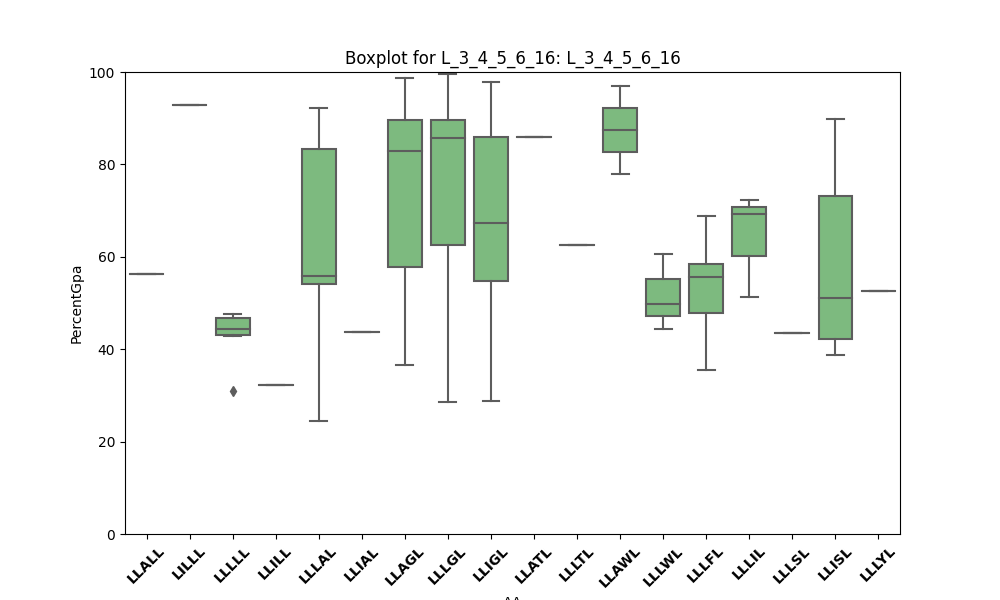 Boxplot for L_3_4_5_6_16: L_3_4_5_6_16
100
80
60
40
20
0
PercentGpa
LLALL LILLL LLLLL LLILL LLLAL LLIAL LLAGL LLLGL LLIGL LLATL LLLTL LLAWL LLLWL LLLFL LLLIL LLLSL LLISL LLLYL